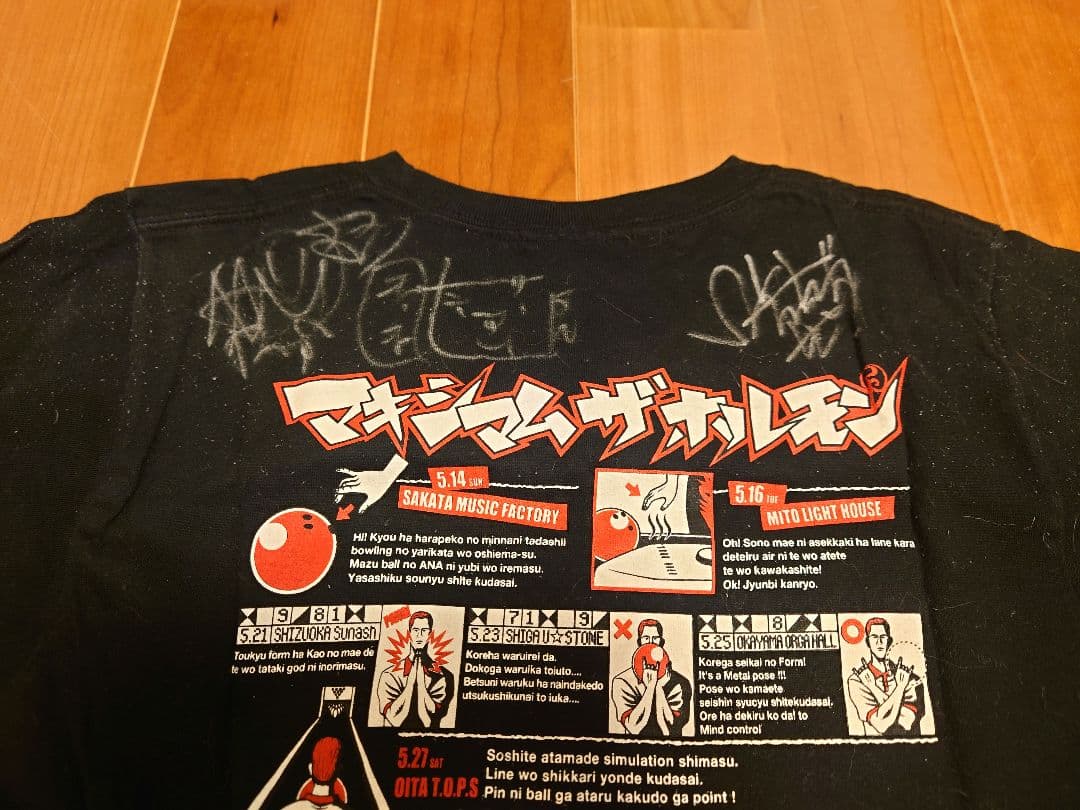 マキシマム ザ ホルモン
5.14 SUN
SAKATA MUSIC FACTORY
Hi! Kyou ha harapeko no minnani tadashii
bowling no yarikata wo oshiema-su.
Mazu ball no ANA ni yubi wo iremasu.
Yasashiku sounyu shite kudasai.
5.16 TUE
MITO LIGHT HOUSE
Oh! Sono mae ni asekkaki ha lane kara
deteiru air ni te wo atete
te wo kawakashite!
Ok! Jyunbi kanryo.
9 81
5.21 SHIZUOKA Sunash
Toukyu form ha Kao no mae de
te wo tataki god ni inorimasu.
71 9
5.23 SHIGA U☆STONE
Koreha waruirei da.
Dokoga waruika toiuto....
Betsuni waruku ha naindakedo
utsukushikunai to iuka....
8
5.25 OKAYAMA ORGA HALL
Korega seikai no Form!
It's a Metal pose !!!
Pose wo kamaete
seishin syucyu shitekudasai.
Ore ha dekiru ko da! to
Mind control
5.27 SAT
OITA T.O.P.S
Soshite atamade simulation shimasu.
Line wo shikkari yonde kudasai.
Pin ni ball ga ataru kakudo ga point !